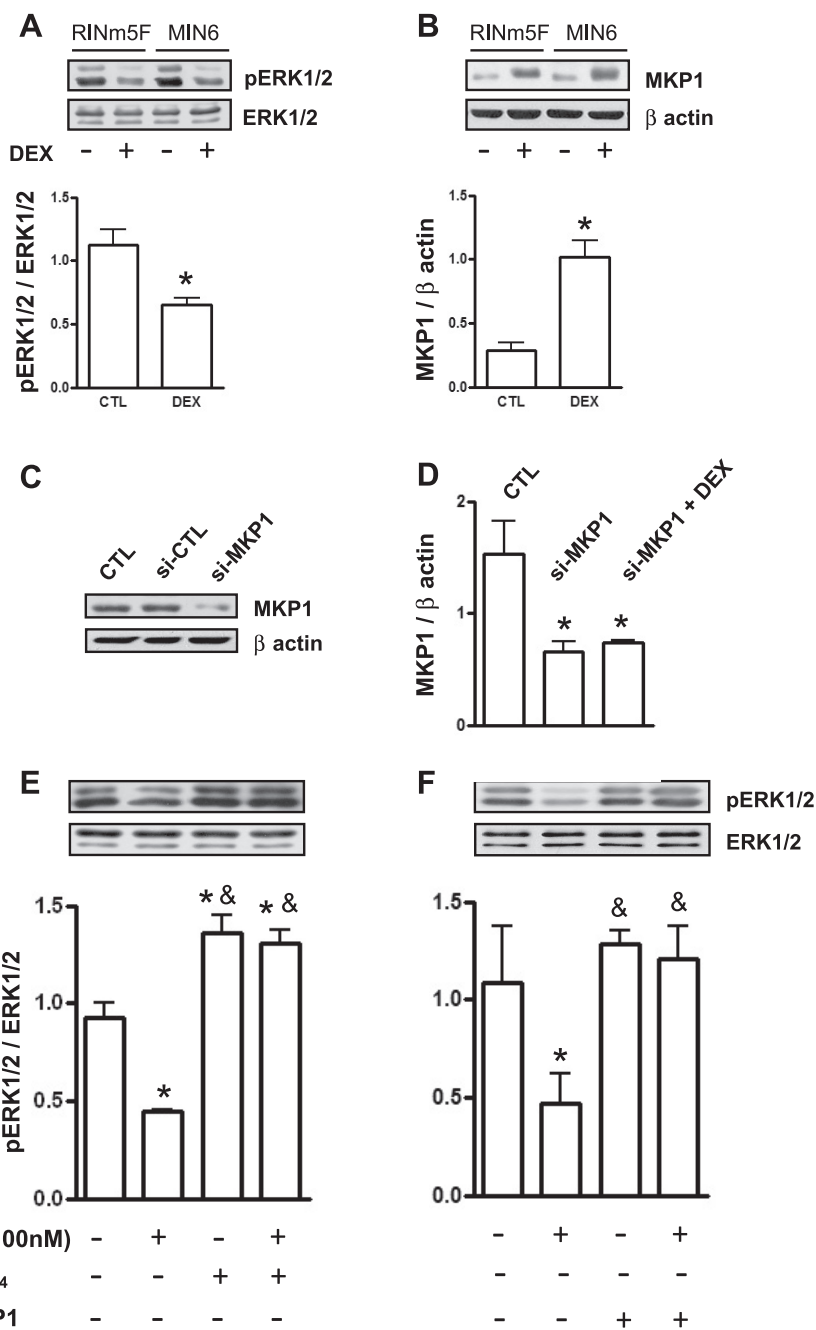 A
RINm5F MIN6
pERK1/2
ERK1/2
DEX - + - +
pERK1/2 / ERK1/2
1.5
1.0
0.5
0.0
*
CTL DEX
B
RINm5F MIN6
MKP1
β actin
- + - +
MKP1 / β actin
1.5
1.0
0.5
0.0
*
CTL DEX
C
CTL si-CTL si-MKP1
MKP1
β actin
D
CTL si-MKP1 si-MKP1 + DEX
MKP1 / β actin
2
1
0
* *
E
pERK1/2 / ERK1/2
1.5
1.0
0.5
0.0
* *& *&
F
pERK1/2
ERK1/2
1.5
1.0
0.5
0.0
* & &
00nM) - + - + - + - +
4 - - + + - - - -
P1 - - - - - - + +